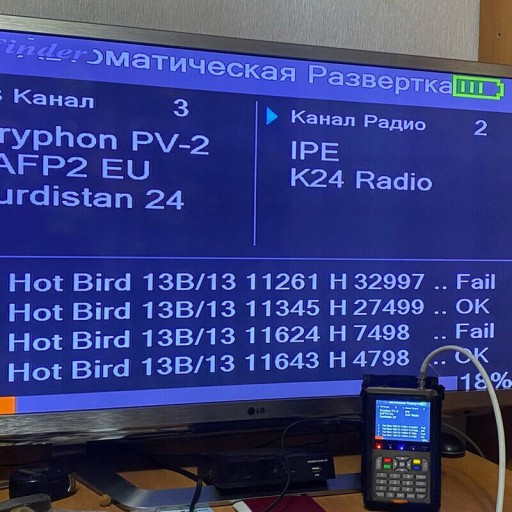 Finder
оматическая Развертка
s Канал 3
ryphon PV-2
AFP2 EU
urdistan 24
Канал Радио 2
IPE
K24 Radio
Hot Bird 13B/13 11261 H 32997 .. Fail
Hot Bird 13B/13 11345 H 27499 .. OK
Hot Bird 13B/13 11624 H 7498 .. Fail
Hot Bird 13B/13 11643 H 4798 .. OK
18%
LG